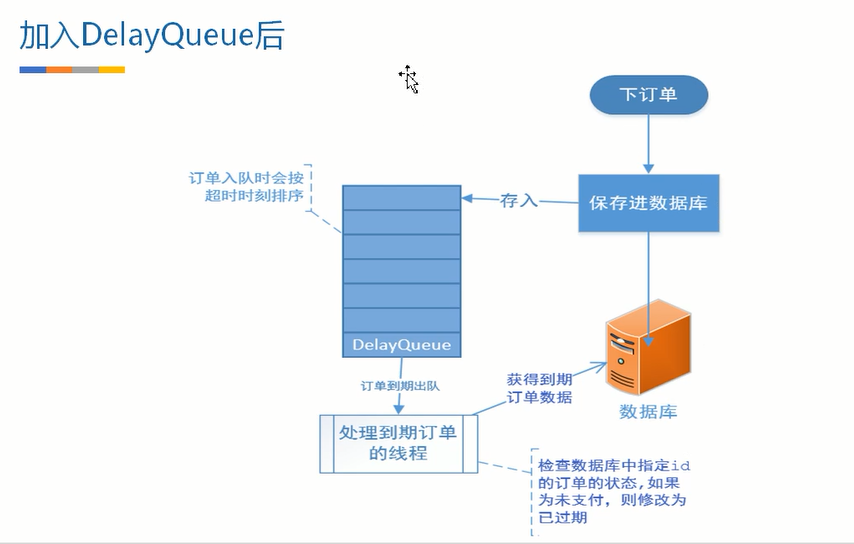 加入DelayQueue后
下订单
订单入队时会按
超时时刻排序
存入
保存进数据库
DelayQueue
订单到期出队
获得到期
订单数据
数据库
处理到期订单
的线程
检查数据库中指定id
的订单的状态,如果
为未支付，则修改为
已过期